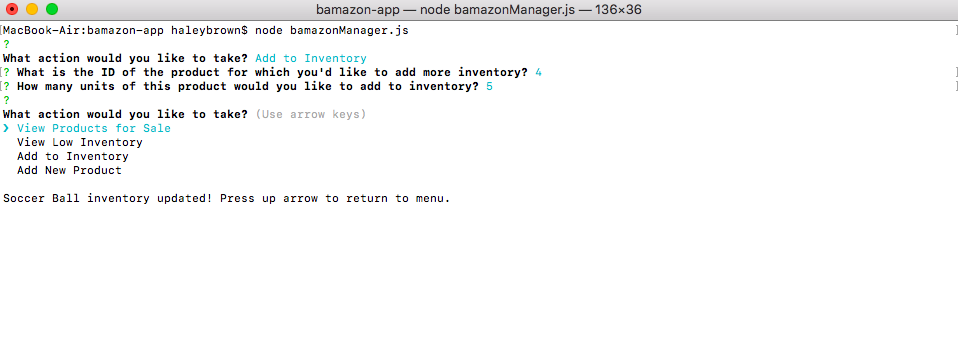 bamazon-app — node bamazonManager.js — 136×36
[MacBook-Air:bamazon-app haleybrown$ node bamazonManager.js ]
?
What action would you like to take? Add to Inventory
[? What is the ID of the product for which you'd like to add more inventory? 4 ]
[? How many units of this product would you like to add to inventory? 5 ]
?
What action would you like to take? (Use arrow keys)
❯ View Products for Sale
View Low Inventory
Add to Inventory
Add New Product
Soccer Ball inventory updated! Press up arrow to return to menu.